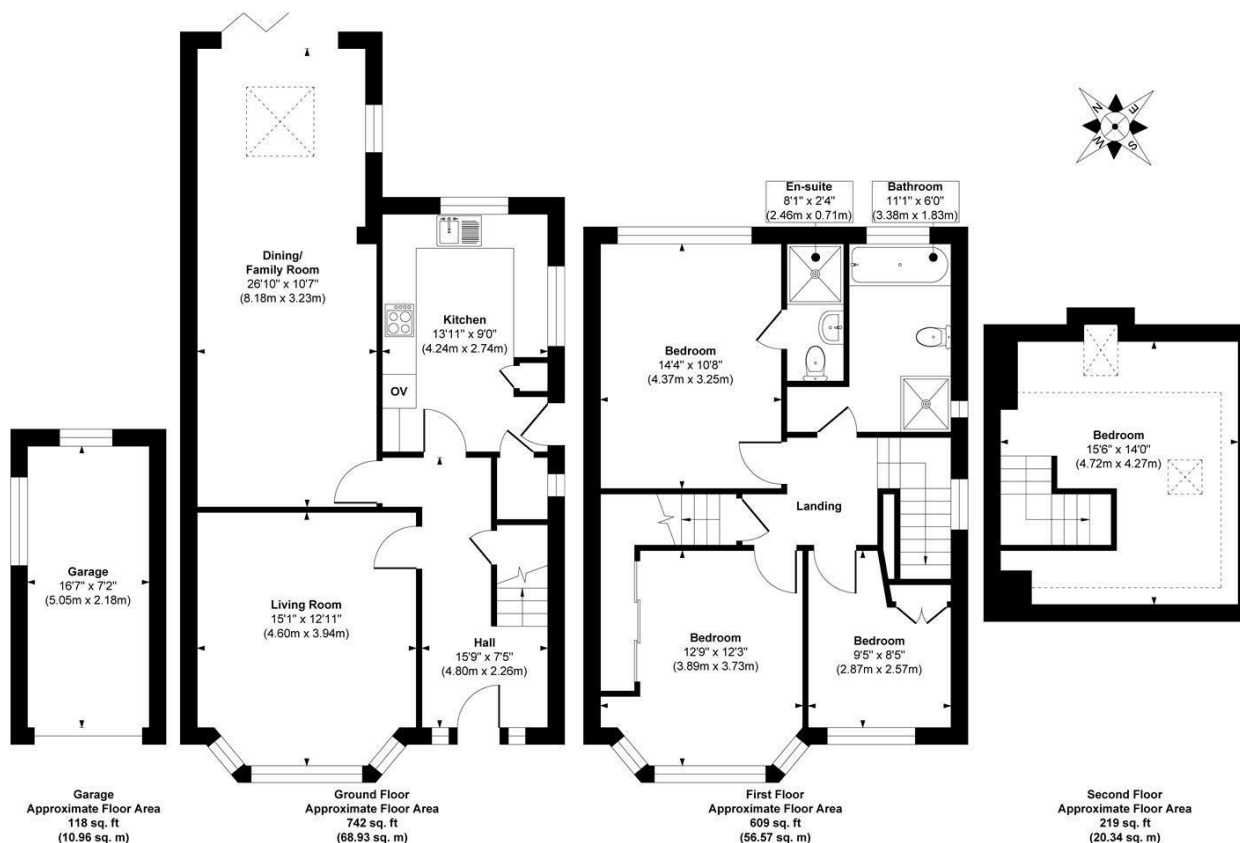 N
E
S
W
En-suite
8'1" x 2'4"
(2.46m x 0.71m)
Bathroom
11'1" x 6'0"
(3.38m x 1.83m)
Dining/
Family Room
26'10" x 10'7"
(8.18m x 3.23m)
Kitchen
13'11" x 9'0"
(4.24m x 2.74m)
OV
Bedroom
14'4" x 10'8"
(4.37m x 3.25m)
Bedroom
15'6" x 14'0"
(4.72m x 4.27m)
Landing
Garage
16'7" x 7'2"
(5.05m x 2.18m)
Living Room
15'1" x 12'11"
(4.60m x 3.94m)
Hall
15'9" x 7'5"
(4.80m x 2.26m)
Bedroom
12'9" x 12'3"
(3.89m x 3.73m)
Bedroom
9'5" x 8'5"
(2.87m x 2.57m)
Garage
Approximate Floor Area
118 sq. ft
(10.96 sq. m)
Ground Floor
Approximate Floor Area
742 sq. ft
(68.93 sq. m)
First Floor
Approximate Floor Area
609 sq. ft
(56.57 sq. m)
Second Floor
Approximate Floor Area
219 sq. ft
(20.34 sq. m)